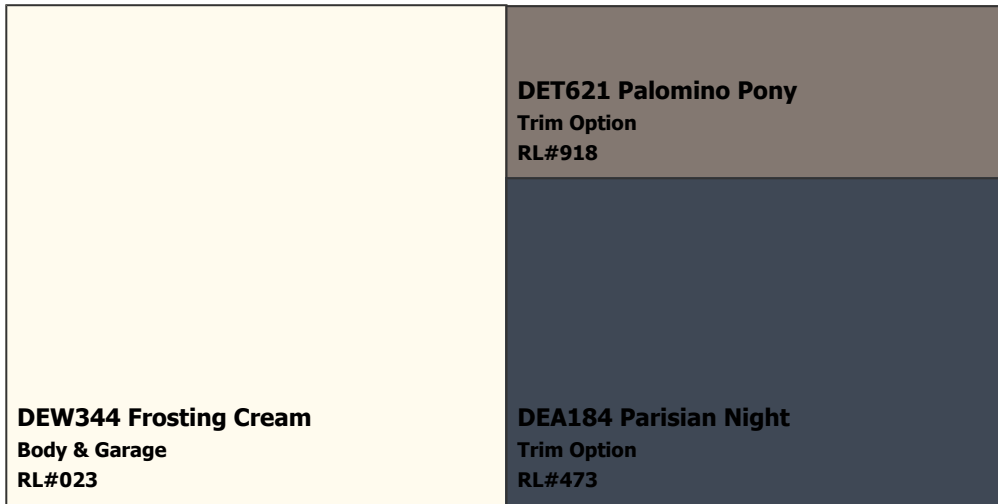 DET621 Palomino Pony
Trim Option
RL#918
DEW344 Frosting Cream
Body & Garage
RL#023
DEA184 Parisian Night
Trim Option
RL#473